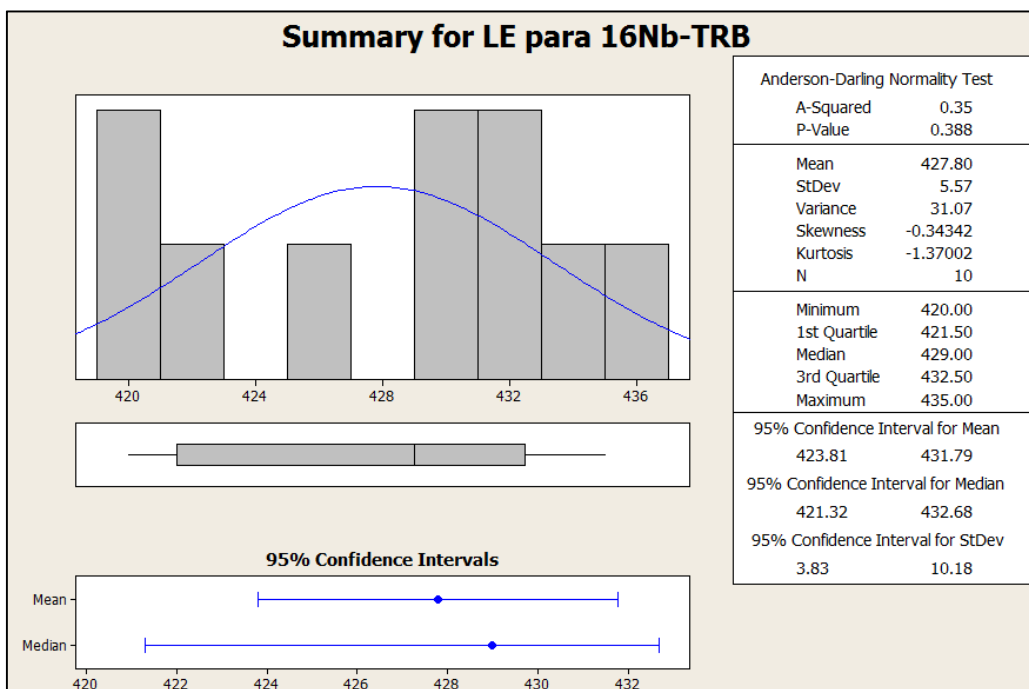 Summary for LE para 16Nb-TRB
420 424 428 432 436
95% Confidence Intervals
Mean
Median
420 422 424 426 428 430 432
Anderson-Darling Normality Test
A-Squared 0.35
P-Value 0.388
Mean 427.80
StDev 5.57
Variance 31.07
Skewness -0.34342
Kurtosis -1.37002
N 10
Minimum 420.00
1st Quartile 421.50
Median 429.00
3rd Quartile 432.50
Maximum 435.00
95% Confidence Interval for Mean
423.81 431.79
95% Confidence Interval for Median
421.32 432.68
95% Confidence Interval for StDev
3.83 10.18